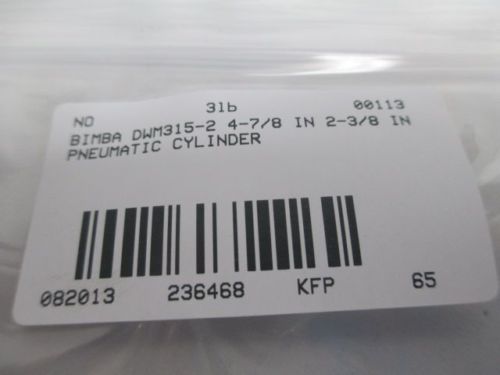 NO 3lb 00113
BIMBA DWM315-2 4-7/8 IN 2-3/8 IN
PNEUMATIC CYLINDER
082013 236468 KFP 65